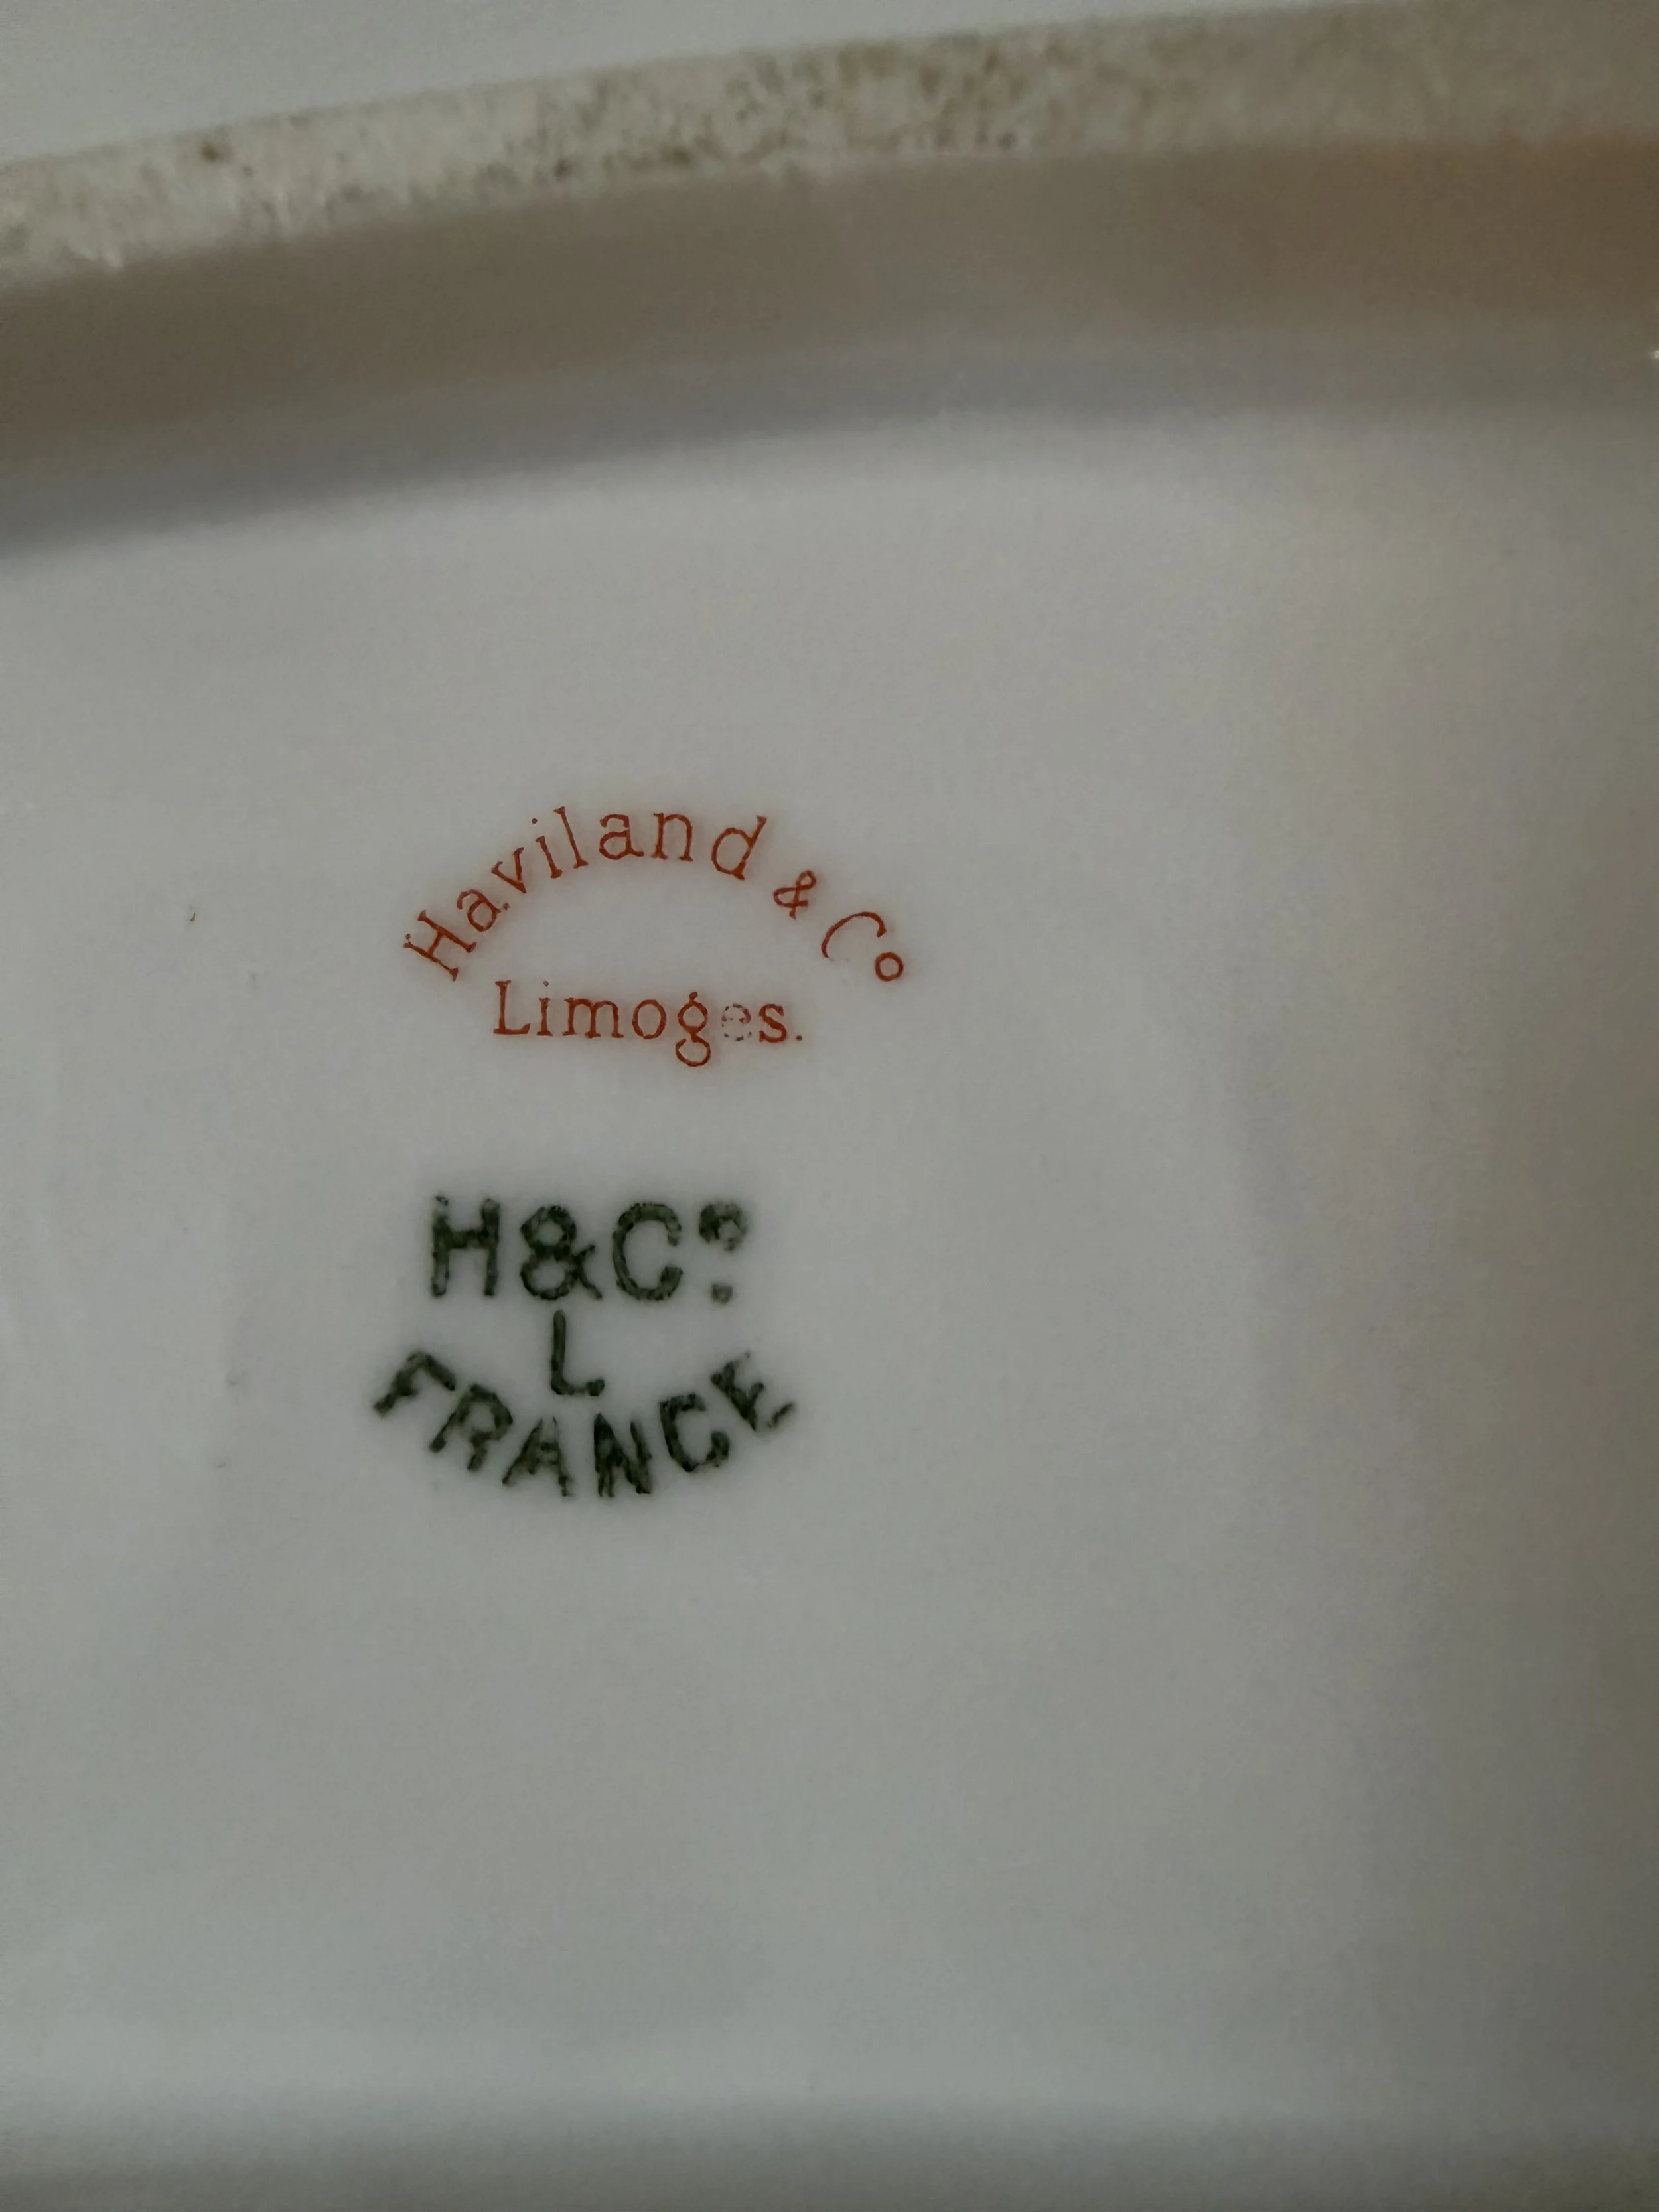 Haviland & Co
Limoges.
H&Co.
L
FRANCE